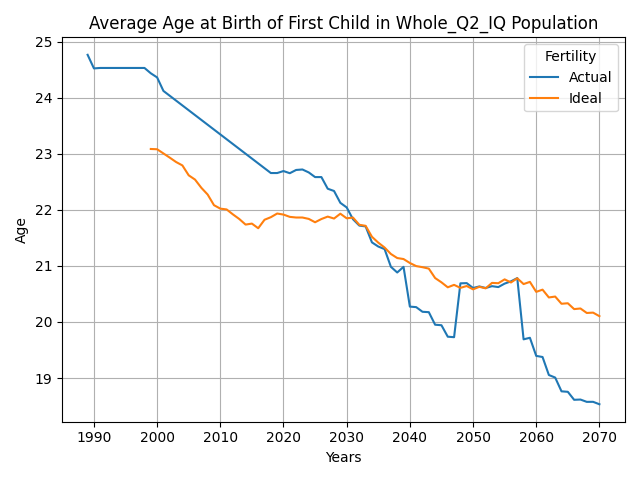 Average Age at Birth of First Child in Whole_Q2_IQ Population
Fertility
Actual
Ideal
25
24
23
22
21
20
19
Age
1990
2000
2010
2020
2030
2040
2050
2060
2070
Years